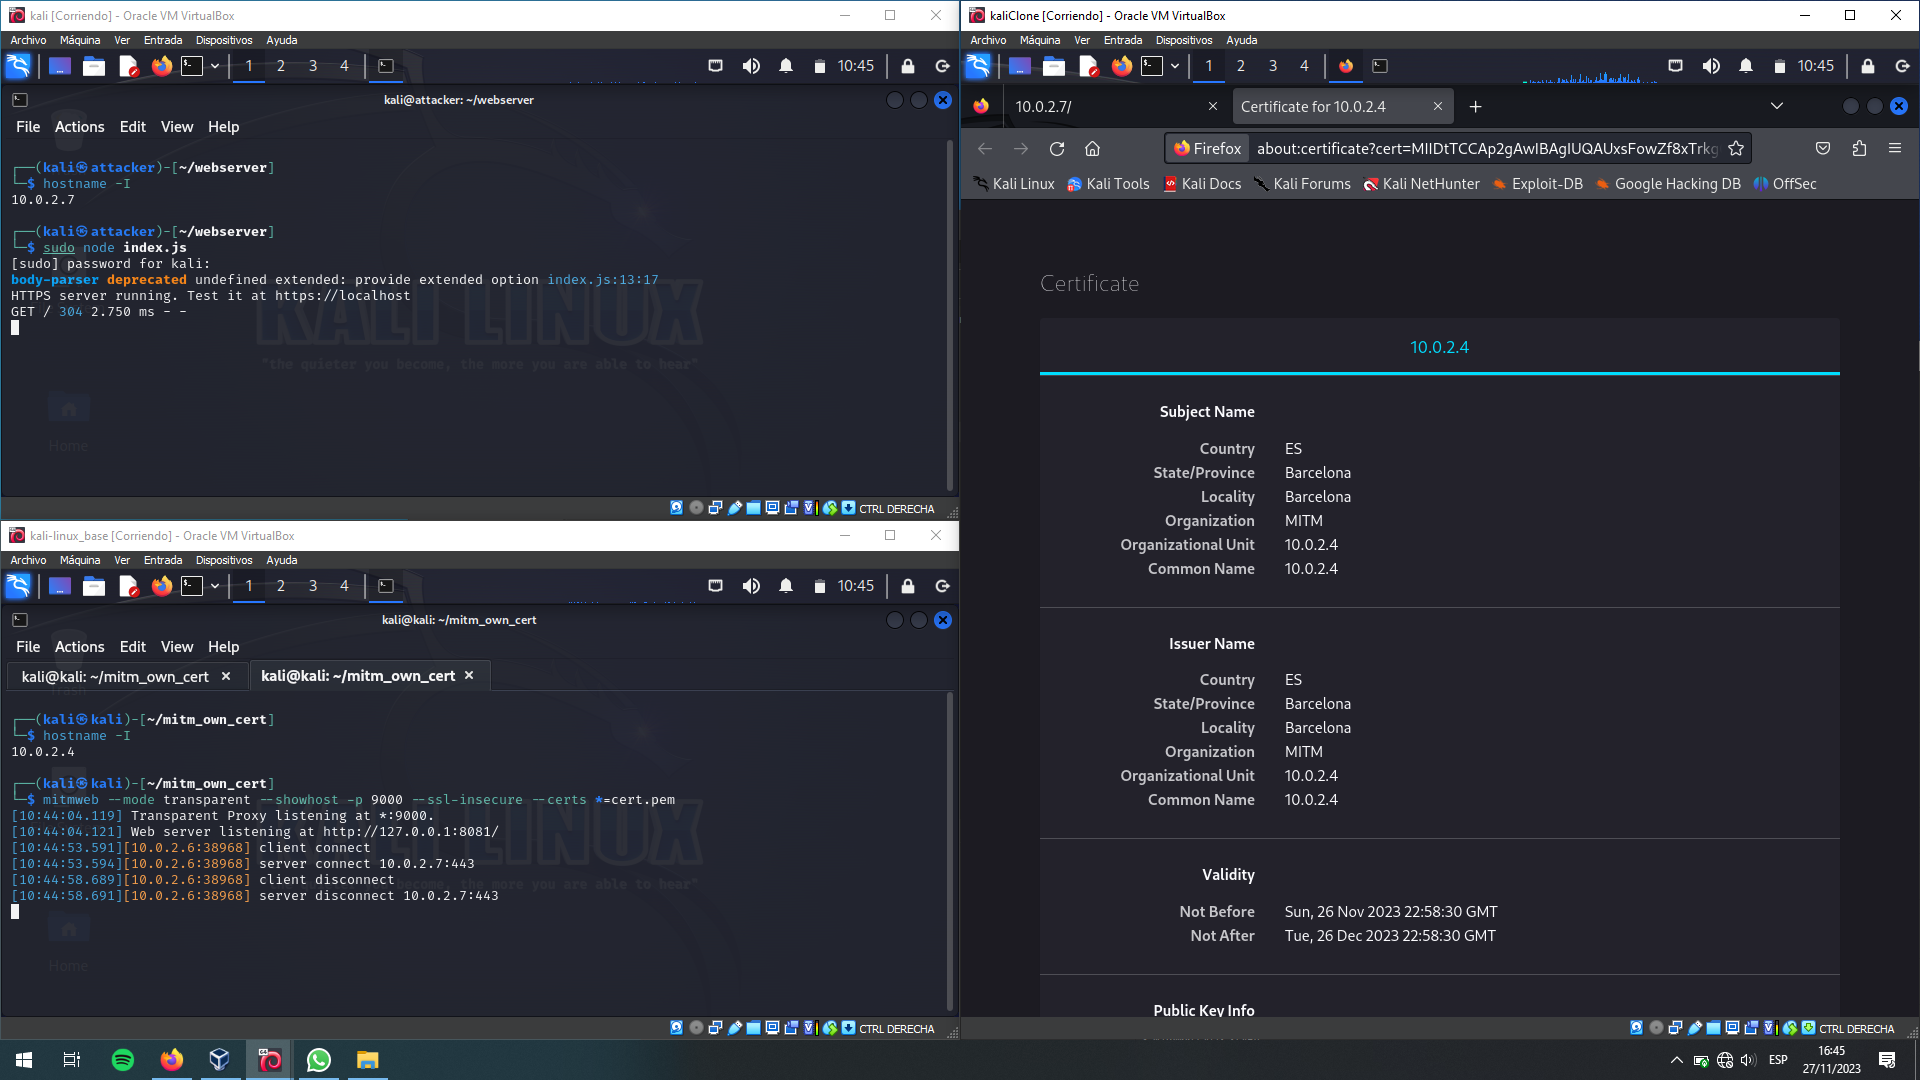 kali [Corriendo] - Oracle VM VirtualBox
Archivo Máquina Ver Entrada Dispositivos Ayuda
1 2 3 4 10:45
kali@attacker: ~/webserver
File Actions Edit View Help
┌──(kali㉿attacker)-[~/webserver]
└─$ hostname -I
10.0.2.7
┌──(kali㉿attacker)-[~/webserver]
└─$ sudo node index.js
[sudo] password for kali:
body-parser deprecated undefined extended: provide extended option index.js:13:17
HTTPS server running. Test it at https://localhost
GET / 304 2.750 ms - -
KALI LINUX
"the quieter you become, the more you are able to hear"
Home
CTRL DERECHA
kali-linux_base [Corriendo] - Oracle VM VirtualBox
Archivo Máquina Ver Entrada Dispositivos Ayuda
1 2 3 4 10:45
kali@kali: ~/mitm_own_cert
File Actions Edit View Help
kali@kali: ~/mitm_own_cert × kali@kali: ~/mitm_own_cert ×
┌──(kali㉿kali)-[~/mitm_own_cert]
└─$ hostname -I
10.0.2.4
┌──(kali㉿kali)-[~/mitm_own_cert]
└─$ mitmweb --mode transparent --showhost -p 9000 --ssl-insecure --certs *=cert.pem
[10:44:04.119] Transparent Proxy listening at *:9000.
[10:44:04.121] Web server listening at http://127.0.0.1:8081/
[10:44:53.591][10.0.2.6:38968] client connect
[10:44:53.594][10.0.2.6:38968] server connect 10.0.2.7:443
[10:44:58.689][10.0.2.6:38968] client disconnect
[10:44:58.691][10.0.2.6:38968] server disconnect 10.0.2.7:443
Home
CTRL DERECHA
kaliClone [Corriendo] - Oracle VM VirtualBox
Archivo Máquina Ver Entrada Dispositivos Ayuda
1 2 3 4 10:45
10.0.2.7/ × Certificate for 10.0.2.4 × +
Firefox about:certificate?cert=MIIDtTCCAp2gAwIBAgIUQAUxsFowZf8xTrkg
Kali Linux Kali Tools Kali Docs Kali Forums Kali NetHunter Exploit-DB Google Hacking DB OffSec
Certificate
10.0.2.4
Subject Name
Country ES
State/Province Barcelona
Locality Barcelona
Organization MITM
Organizational Unit 10.0.2.4
Common Name 10.0.2.4
Issuer Name
Country ES
State/Province Barcelona
Locality Barcelona
Organization MITM
Organizational Unit 10.0.2.4
Common Name 10.0.2.4
Validity
Not Before Sun, 26 Nov 2023 22:58:30 GMT
Not After Tue, 26 Dec 2023 22:58:30 GMT
Public Key Info
CTRL DERECHA
ESP
16:45
27/11/2023